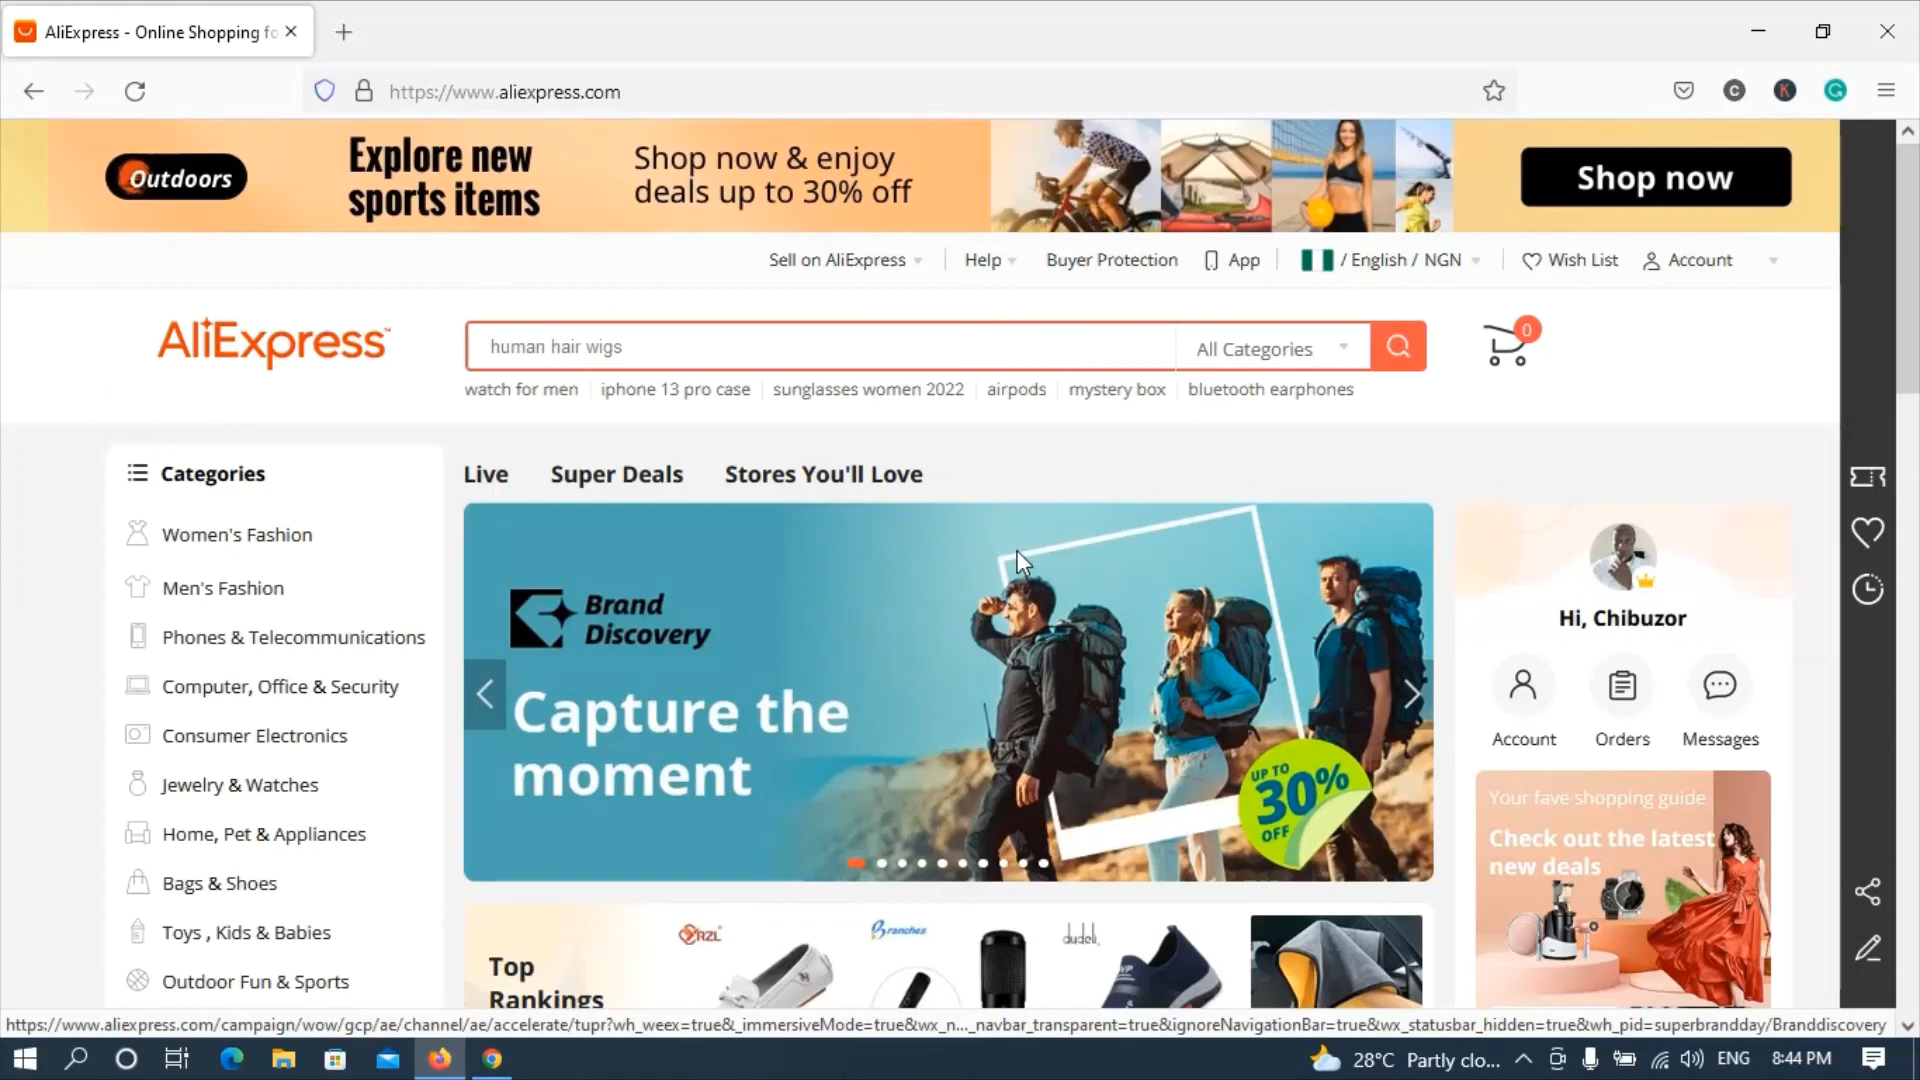 AliExpress - Online Shopping fo
https://www.aliexpress.com
Outdoors
Explore new
sports items
Shop now & enjoy
deals up to 30% off
Shop now
Sell on AliExpress
Help
Buyer Protection
App
/ English / NGN
Wish List
Account
AliExpress™
human hair wigs
All Categories
0
watch for men
iphone 13 pro case
sunglasses women 2022
airpods
mystery box
bluetooth earphones
Categories
Women's Fashion
Men's Fashion
Phones & Telecommunications
Computer, Office & Security
Consumer Electronics
Jewelry & Watches
Home, Pet & Appliances
Bags & Shoes
Toys , Kids & Babies
Outdoor Fun & Sports
Live
Super Deals
Stores You'll Love
Brand
Discovery
Capture the
moment
UP TO
30%
OFF
Hi, Chibuzor
Account
Orders
Messages
Your fave shopping guide
Check out the latest
new deals
Top
Rankings
RZL
Branches
dudeli
https://www.aliexpress.com/campaign/wow/gcp/ae/channel/ae/accelerate/tupr?wh_weex=true&_immersiveMode=true&wx_n..._navbar_transparent=true&ignoreNavigationBar=true&wx_statusbar_hidden=true&wh_pid=superbrandday/Branddiscovery
28°C Partly clo...
ENG
8:44 PM